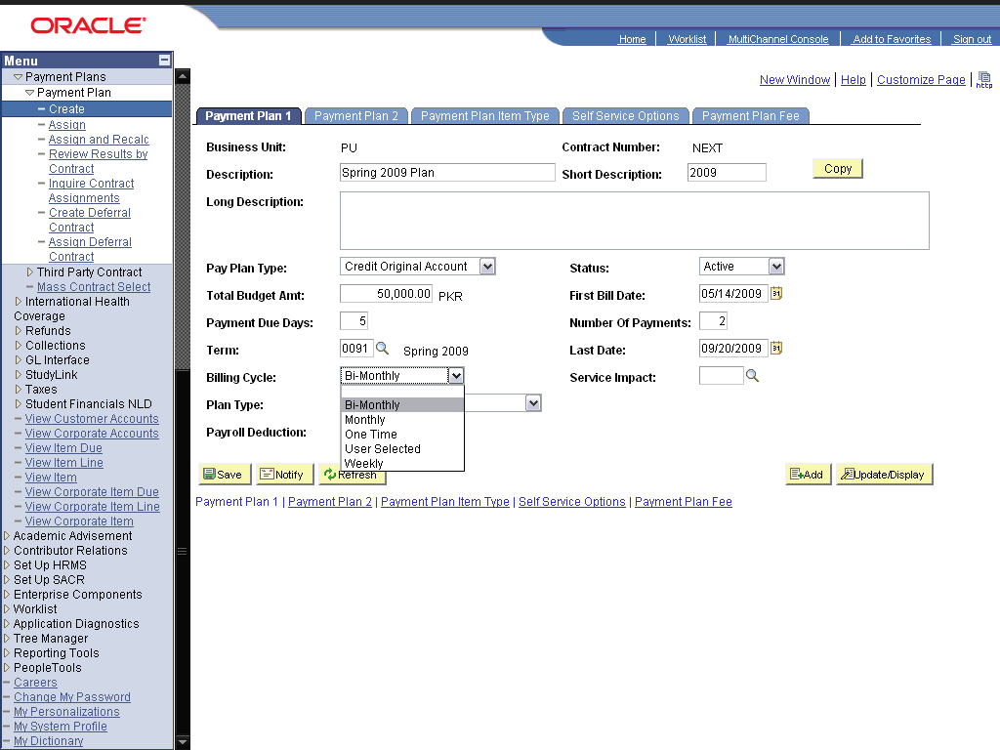 ORACLE
Home Worklist MultiChannel Console Add to Favorites Sign out
Menu
Payment Plans
Payment Plan
Create
Assign
Assign and Recalc
Review Results by
Contract
Inquire Contract
Assignments
Create Deferral
Contract
Assign Deferral
Contract
Third Party Contract
Mass Contract Select
International Health
Coverage
Refunds
Collections
GL Interface
StudyLink
Taxes
Student Financials NLD
View Customer Accounts
View Corporate Accounts
View Item Due
View Item Line
View Item
View Corporate Item Due
View Corporate Item Line
View Corporate Item
Academic Advisement
Contributor Relations
Set Up HRMS
Set Up SACR
Enterprise Components
Worklist
Application Diagnostics
Tree Manager
Reporting Tools
PeopleTools
Careers
Change My Password
My Personalizations
My System Profile
My Dictionary
New Window | Help | Customize Page | http
Payment Plan 1 Payment Plan 2 Payment Plan Item Type Self Service Options Payment Plan Fee
Business Unit: PU Contract Number: NEXT
Description: Spring 2009 Plan Short Description: 2009 Copy
Long Description:
Pay Plan Type: Credit Original Account Status: Active
Total Budget Amt: 50,000.00 PKR First Bill Date: 05/14/2009
Payment Due Days: 5 Number Of Payments: 2
Term: 0091 Spring 2009 Last Date: 09/20/2009
Billing Cycle: Bi-Monthly Service Impact:
Plan Type:
Payroll Deduction:
Bi-Monthly
Monthly
One Time
User Selected
Weekly
Save Notify Refresh Add Update/Display
Payment Plan 1 | Payment Plan 2 | Payment Plan Item Type | Self Service Options | Payment Plan Fee